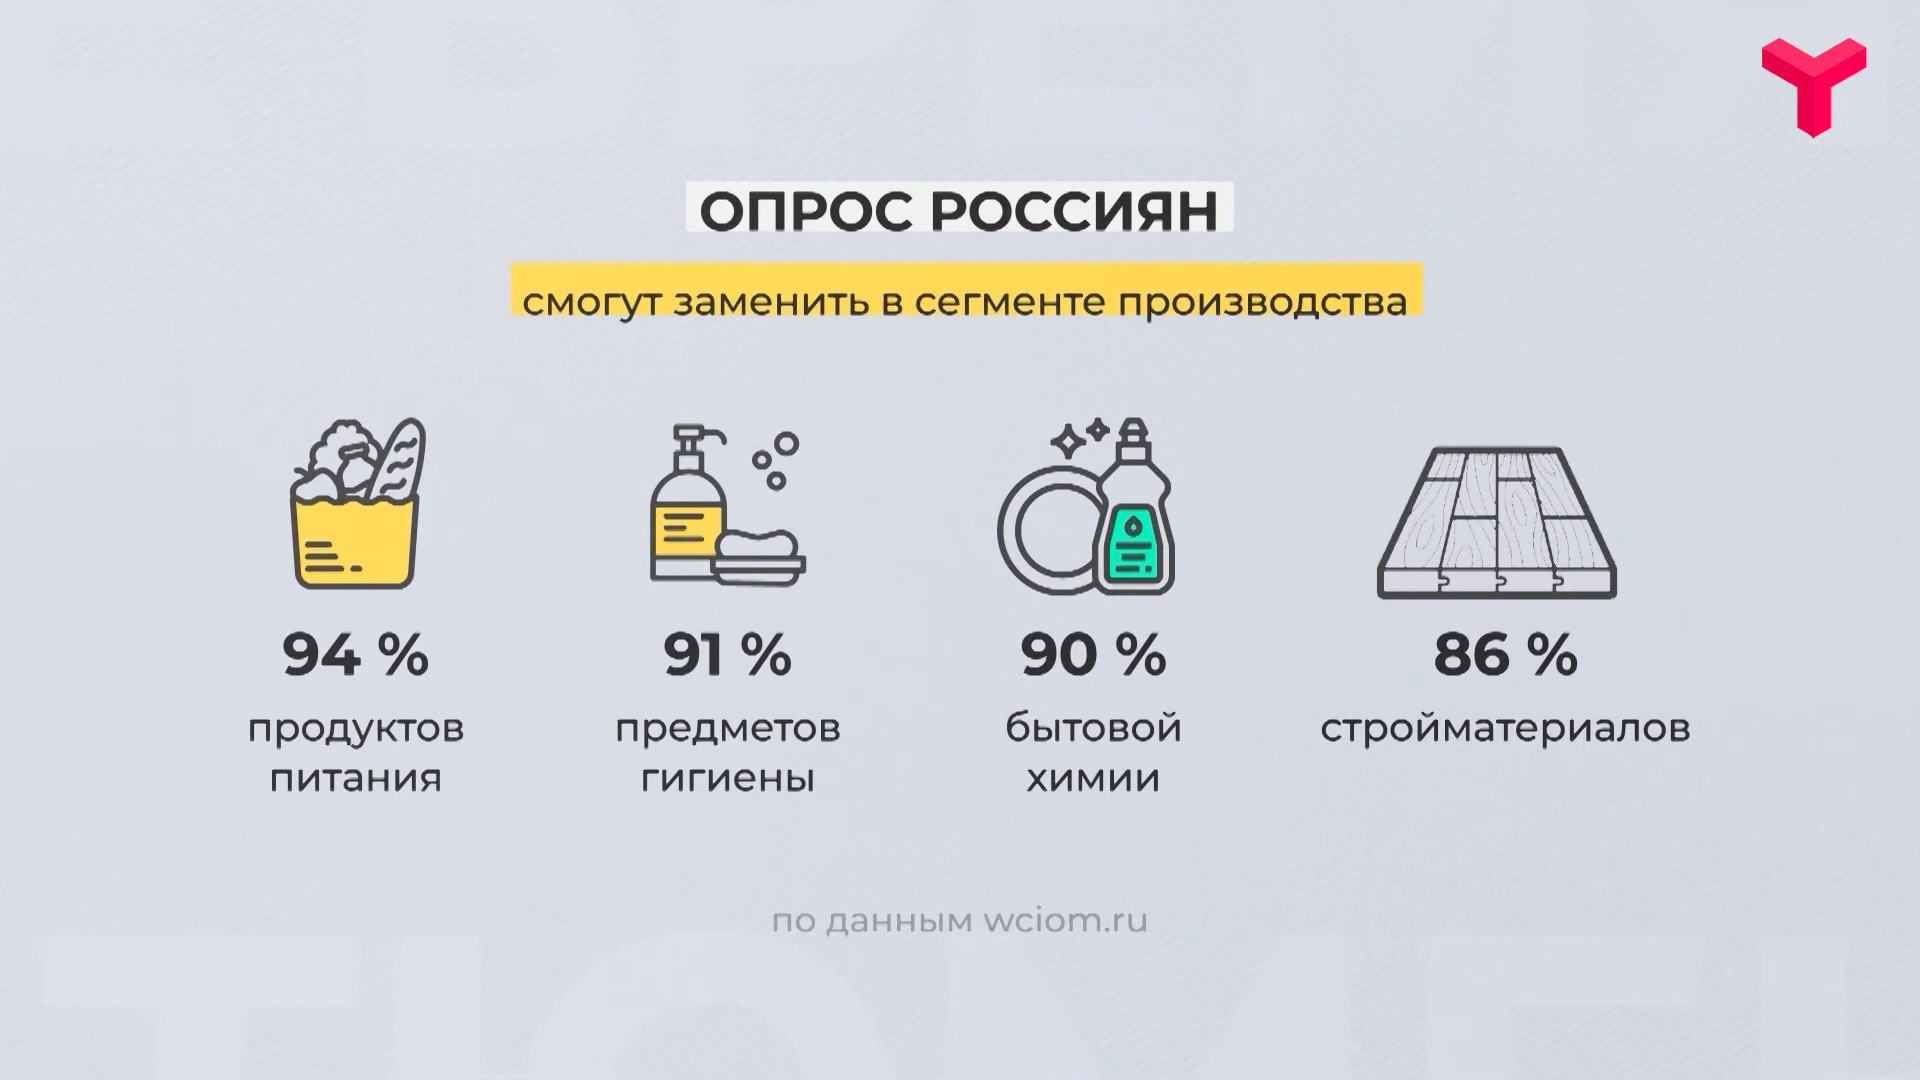 ОПРОС РОССИЯН
смогут заменить в сегменте производства
94 %
продуктов
питания
91 %
предметов
гигиены
90 %
бытовой
химии
86 %
стройматериалов
по данным wciom.ru